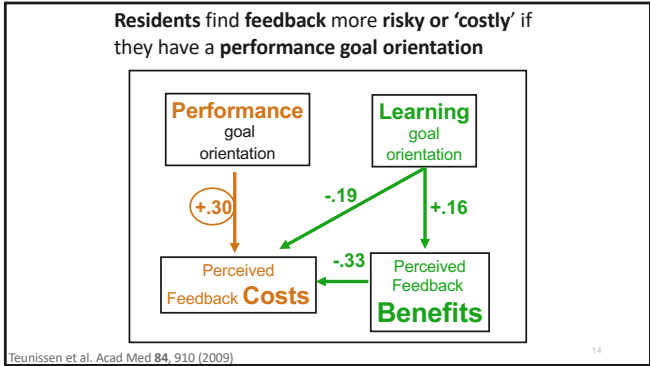 Residents find feedback more risky or ‘costly’ if
they have a performance goal orientation
Performance
goal
orientation
Learning
goal
orientation
+.30
-.19
+.16
-.33
Perceived
Feedback Costs
Perceived
Feedback
Benefits
Teunissen et al. Acad Med 84, 910 (2009)
14